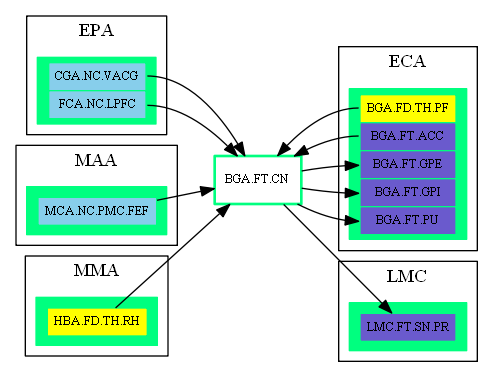 EPA
CGA.NC.VACG
FCA.NC.LPFC
MAA
MCA.NC.PMC.FEF
MMA
HBA.FD.TH.RH
BGA.FT.CN
ECA
BGA.FD.TH.PF
BGA.FT.ACC
BGA.FT.GPE
BGA.FT.GPI
BGA.FT.PU
LMC
LMC.FT.SN.PR